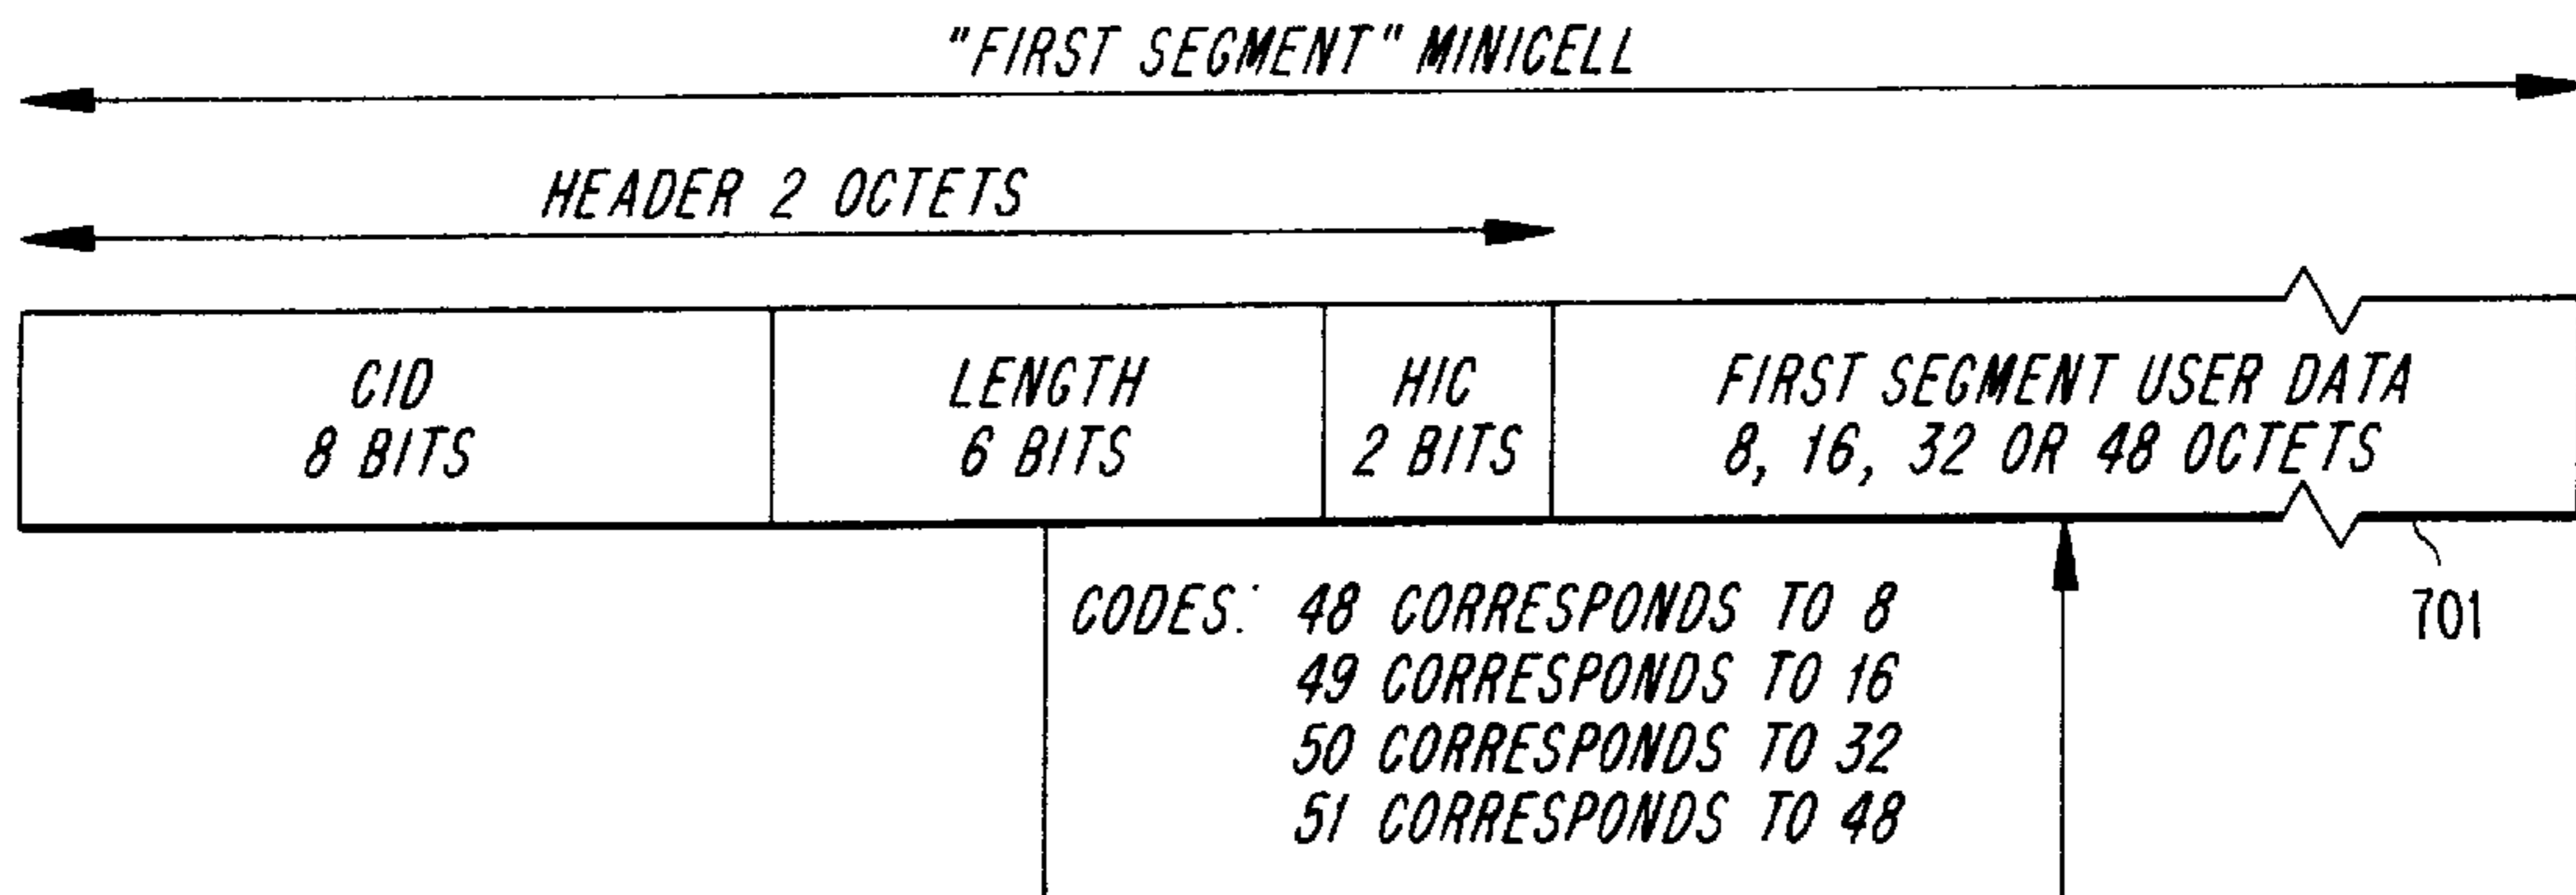 "FIRST SEGMENT" MINICELL
HEADER 2 OCTETS
CID
8 BITS
LENGTH
6 BITS
HIC
2 BITS
FIRST SEGMENT USER DATA
8, 16, 32 OR 48 OCTETS
CODES: 48 CORRESPONDS TO 8
49 CORRESPONDS TO 16
50 CORRESPONDS TO 32
51 CORRESPONDS TO 48
701